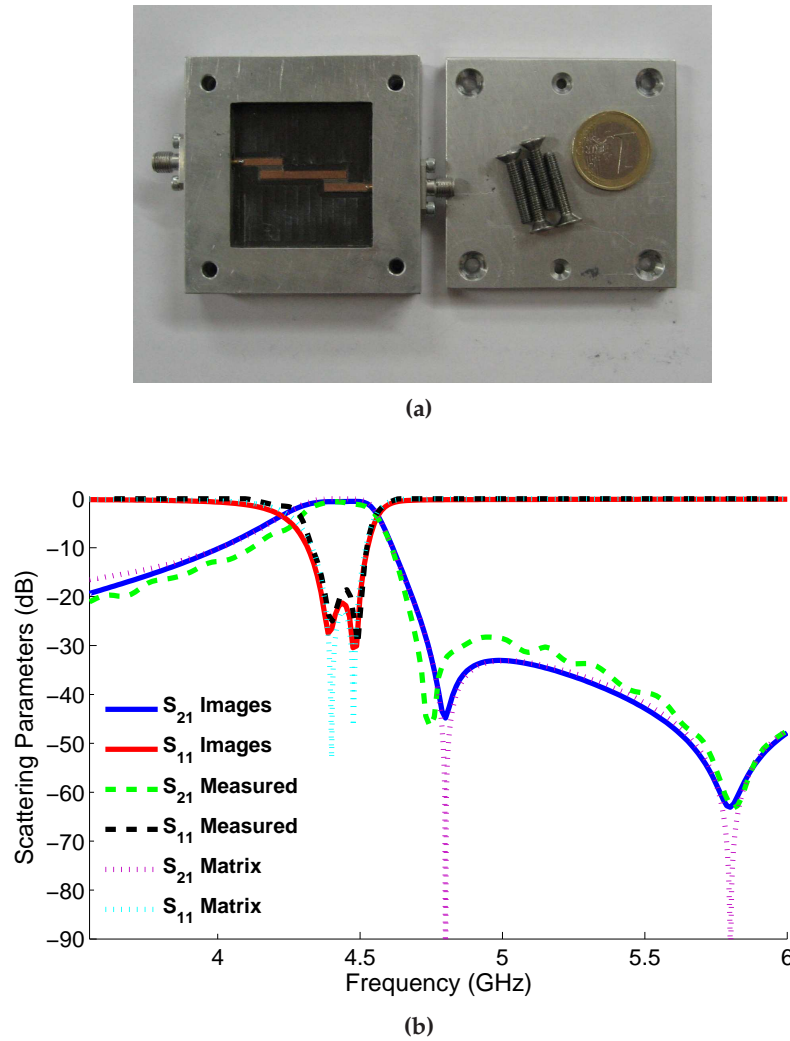 (a)
0
−10
−20
−30
−40
−50
−60
−70
−80
−90
Scattering Parameters (dB)
S21 Images
S11 Images
S21 Measured
S11 Measured
S21 Matrix
S11 Matrix
4 4.5 5 5.5 6
Frequency (GHz)
(b)